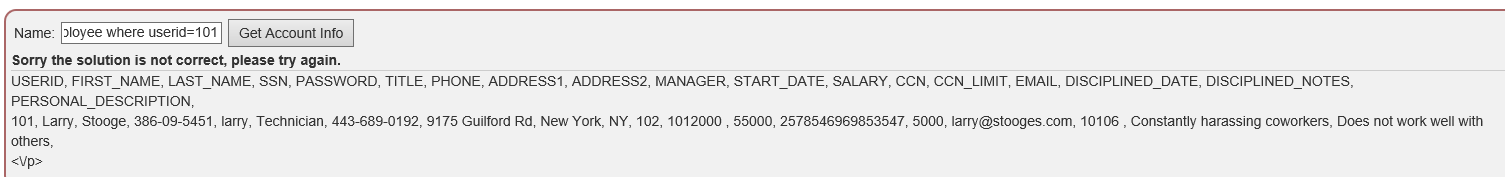 Name: ployee where userid=101 Get Account Info
Sorry the solution is not correct, please try again.
USERID, FIRST_NAME, LAST_NAME, SSN, PASSWORD, TITLE, PHONE, ADDRESS1, ADDRESS2, MANAGER, START_DATE, SALARY, CCN, CCN_LIMIT, EMAIL, DISCIPLINED_DATE, DISCIPLINED_NOTES,
PERSONAL_DESCRIPTION,
101, Larry, Stooge, 386-09-5451, larry, Technician, 443-689-0192, 9175 Guilford Rd, New York, NY, 102, 1012000 , 55000, 2578546969853547, 5000, larry@stooges.com, 10106 , Constantly harassing coworkers, Does not work well with
others,
<\/p>